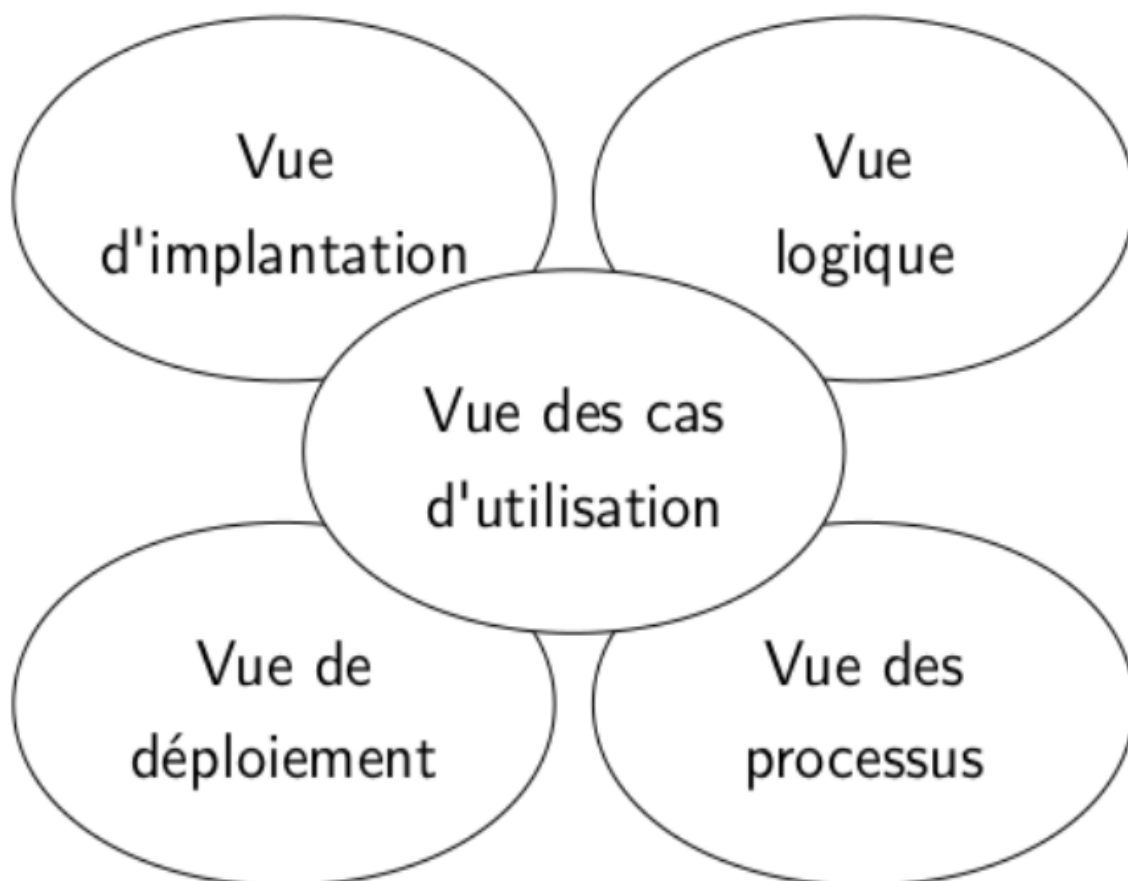 Vue
d'implantation
Vue
logique
Vue des cas
d'utilisation
Vue de
déploiement
Vue des
processus